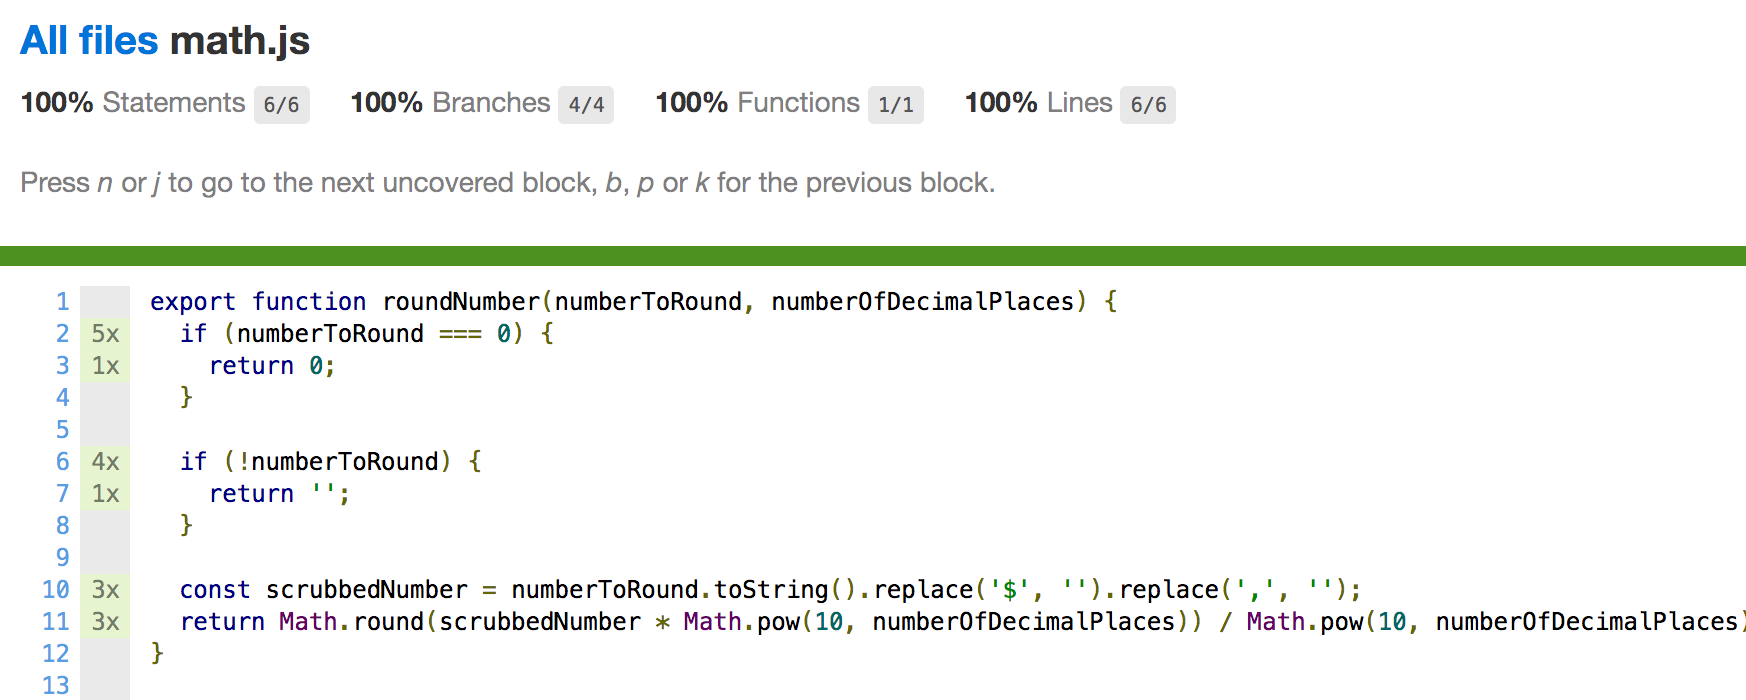 All files math.js
100% Statements 6/6 100% Branches 4/4 100% Functions 1/1 100% Lines 6/6
Press n or j to go to the next uncovered block, b, p or k for the previous block.
1 export function roundNumber(numberToRound, numberOfDecimalPlaces) {
2 5x if (numberToRound === 0) {
3 1x return 0;
4 }
5
6 4x if (!numberToRound) {
7 1x return '';
8 }
9
10 3x const scrubbedNumber = numberToRound.toString().replace('$', '').replace(',', '');
11 3x return Math.round(scrubbedNumber * Math.pow(10, numberOfDecimalPlaces)) / Math.pow(10, numberOfDecimalPlaces)
12 }
13